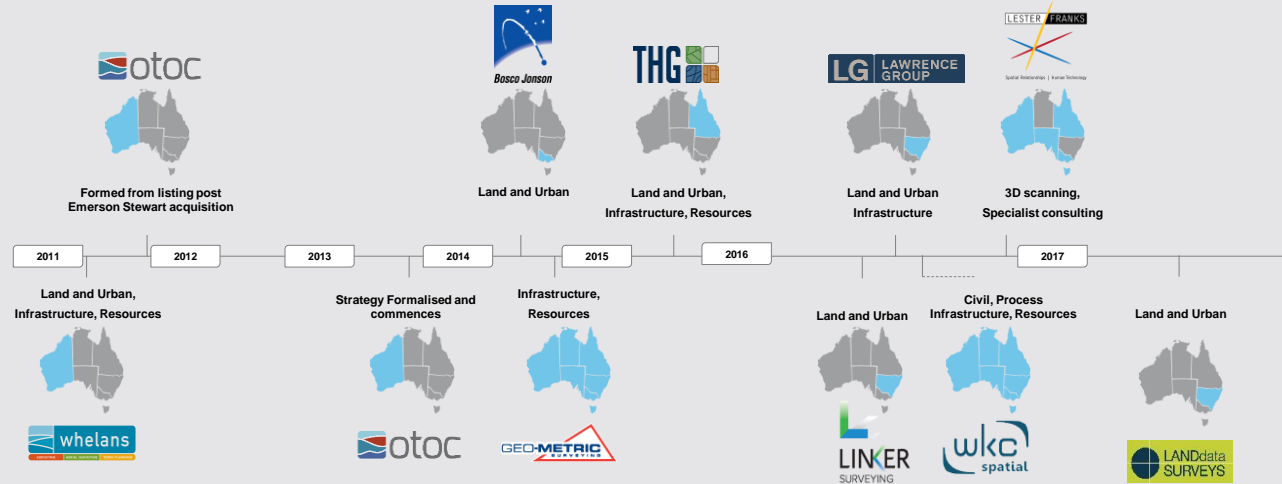 otoc
Formed from listing post
Emerson Stewart acquisition
Bosco Jonson
Land and Urban
THG
Land and Urban,
Infrastructure, Resources
LG LAWRENCE
GROUP
Land and Urban
Infrastructure
LESTER FRANKS
Spatial Relationships | Human Technology
3D scanning,
Specialist consulting
2011
2012
2013
2014
2015
2016
2017
Land and Urban,
Infrastructure, Resources
whelans
Strategy Formalised and
commences
otoc
Infrastructure,
Resources
GEO-METRIC
SURVEYING
Land and Urban
LINKER
SURVEYING
Civil, Process
Infrastructure, Resources
wkc
spatial
Land and Urban
LANDdata
SURVEYS